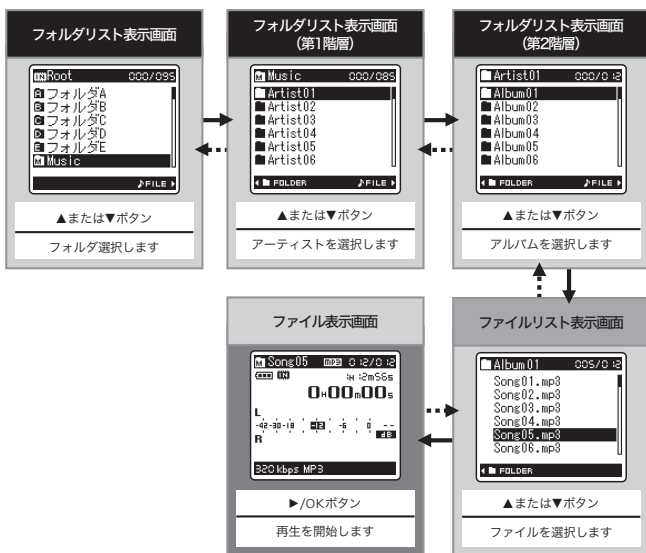 フォルダリスト表示画面
Root 000/095
フォルダA
フォルダB
フォルダC
フォルダD
フォルダE
Music
FILE
▲または▼ボタン
フォルダ選択します
フォルダリスト表示画面
(第1階層)
Music 000/085
Artist01
Artist02
Artist03
Artist04
Artist05
Artist06
FOLDER FILE
▲または▼ボタン
アーティストを選択します
フォルダリスト表示画面
(第2階層)
Artist01 000/012
Album01
Album02
Album03
Album04
Album05
Album06
FOLDER FILE
▲または▼ボタン
アルバムを選択します
ファイルリスト表示画面
Album01 005/012
Song01.mp3
Song02.mp3
Song03.mp3
Song04.mp3
Song05.mp3
Song06.mp3
FOLDER
▲または▼ボタン
ファイルを選択します
ファイル表示画面
Song05 MP3 012/012
IN 1H 12m56s
0H00m00s
L
-42-30-18 -12 -6 0 --
R dB
320kbps MP3
►/OKボタン
再生を開始します